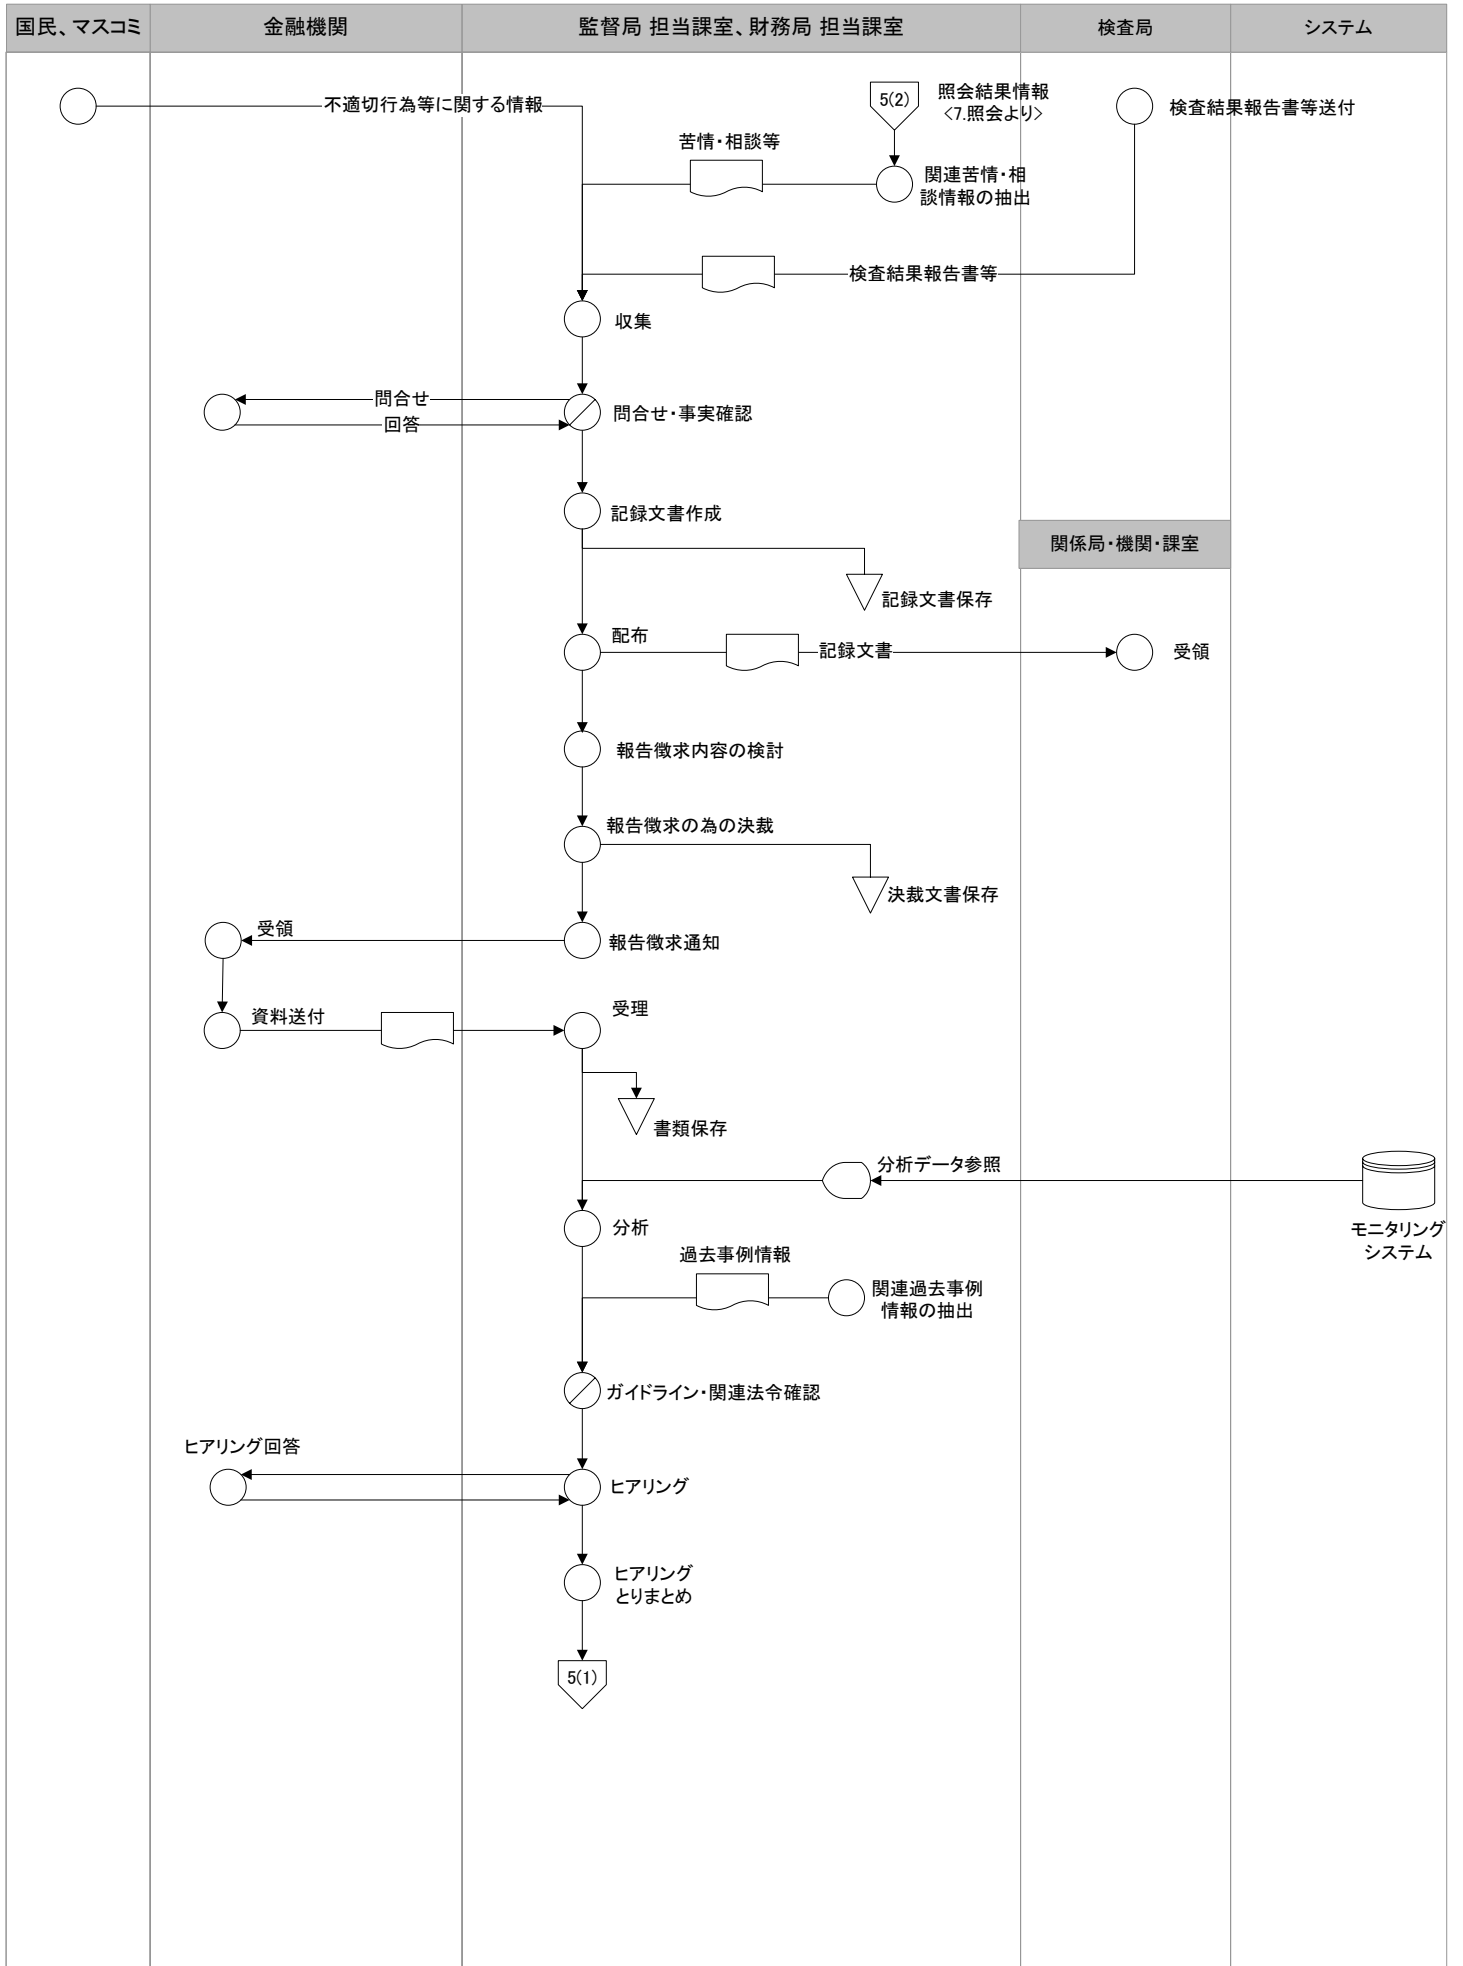 国民、マスコミ
金融機関
監督局 担当課室、財務局 担当課室
検査局
システム
不適切行為等に関する情報
5(2)
照会結果情報
<7.照会より>
検査結果報告書等送付
苦情・相談等
関連苦情・相
談情報の抽出
検査結果報告書等
収集
問合せ
回答
問合せ・事実確認
記録文書作成
関係局・機関・課室
記録文書保存
配布
記録文書
受領
報告徴求内容の検討
報告徴求の為の決裁
決裁文書保存
受領
報告徴求通知
資料送付
受理
書類保存
分析データ参照
モニタリング
システム
分析
過去事例情報
関連過去事例
情報の抽出
ガイドライン・関連法令確認
ヒアリング回答
ヒアリング
ヒアリング
とりまとめ
5(1)